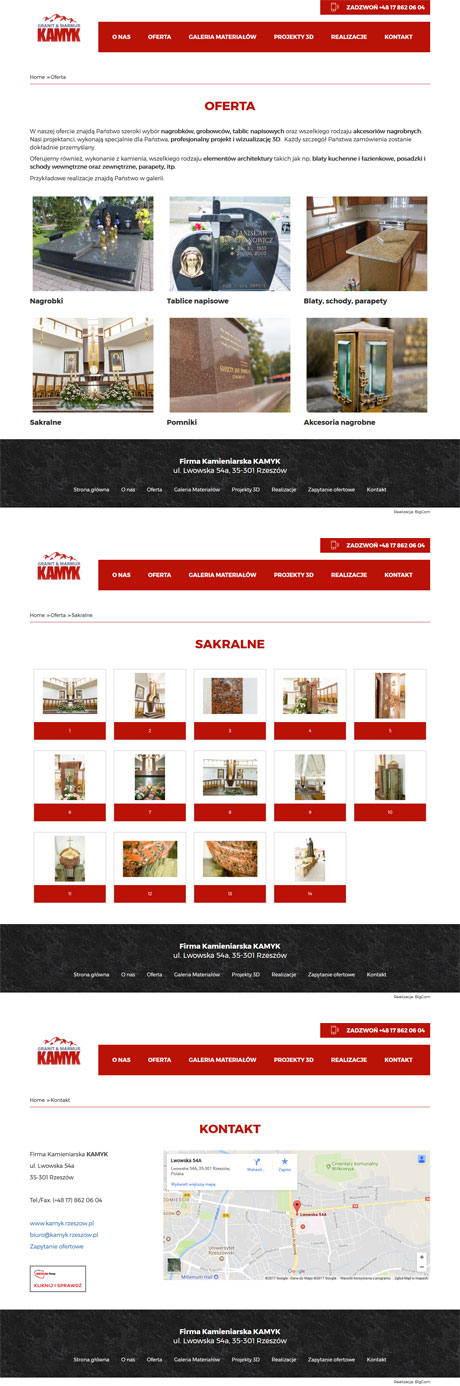 ZADZWOŃ +48 17 862 06 04
GRANIT & MARMUR
KAMYK
O NAS OFERTA GALERIA MATERIAŁÓW PROJEKTY 3D REALIZACJE KONTAKT
Home » Oferta
OFERTA
W naszej ofercie znajdą Państwo szeroki wybór nagrobków, grobowców, tablic napisowych oraz wszelkiego rodzaju akcesoriów nagrobnych.
Nasi projektanci, wykonają specjalnie dla Państwa, profesjonalny projekt i wizualizację 3D. Każdy szczegół Państwa zamówienia zostanie
dokładnie przemyślany.
Oferujemy również, wykonanie z kamienia, wszelkiego rodzaju elementów architektury takich jak np. blaty kuchenne i łazienkowe, posadzki i
schody wewnętrzne oraz zewnętrzne, parapety, itp.
Przykładowe realizacje znajdą Państwo w galerii.
STANISŁAW
Nagrobki
Tablice napisowe
Blaty, schody, parapety
Sakralne
Pomniki
Akcesoria nagrobne
Firma Kamieniarska KAMYK
ul. Lwowska 54a, 35-301 Rzeszów
Strona główna O nas Oferta Galeria Materiałów Projekty 3D Realizacje Zapytanie ofertowe Kontakt
Realizacja: BigCom
ZADZWOŃ +48 17 862 06 04
GRANIT & MARMUR
KAMYK
O NAS OFERTA GALERIA MATERIAŁÓW PROJEKTY 3D REALIZACJE KONTAKT
Home » Oferta » Sakralne
SAKRALNE
1 2 3 4 5
6 7 8 9 10
11 12 13 14
Firma Kamieniarska KAMYK
ul. Lwowska 54a, 35-301 Rzeszów
Strona główna O nas Oferta Galeria Materiałów Projekty 3D Realizacje Zapytanie ofertowe Kontakt
Realizacja: BigCom
ZADZWOŃ +48 17 862 06 04
GRANIT & MARMUR
KAMYK
O NAS OFERTA GALERIA MATERIAŁÓW PROJEKTY 3D REALIZACJE KONTAKT
Home » Kontakt
KONTAKT
Firma Kamieniarska KAMYK
ul. Lwowska 54a
35-301 Rzeszów
Tel./Fax. (+48 17) 862 06 04
www.kamyk.rzeszow.pl
biuro@kamyk.rzeszow.pl
Zapytanie ofertowe
KLIKNIJ I SPRAWDŹ
Lwowska 54A
Lwowska 54A, 35-301 Rzeszów,
Polska
Wskazó... Zapisz
Wyświetl większą mapę
Cmentarz komunalny
Wilkowyja
Lwowska 54A
Uniwersytet
Rzeszowski
Millenium Hall
Google
©2017 Google - Dane do Mapy ©2017 Google Warunki korzystania z programu Zgłoś błąd w mapach
Firma Kamieniarska KAMYK
ul. Lwowska 54a, 35-301 Rzeszów
Strona główna O nas Oferta Galeria Materiałów Projekty 3D Realizacje Zapytanie ofertowe Kontakt
Realizacja: BigCom